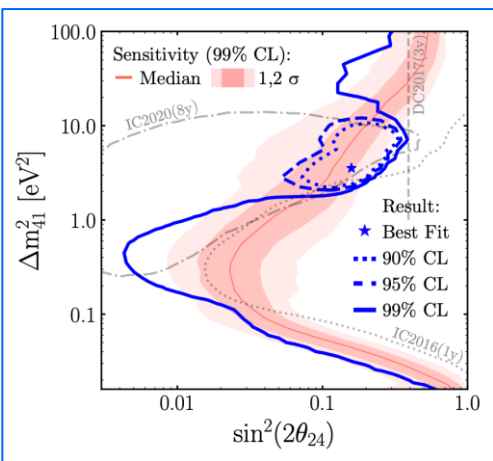 100.0
Sensitivity (99% CL):
Median
1,2 σ
DC2017(3y)
IC2020(8y)
10.0
Δm²₄₁ [eV²]
1.0
Result:
Best Fit
90% CL
95% CL
99% CL
0.1
IC2016(1y)
0.01
0.1
1.0
sin²(2θ₂₄)